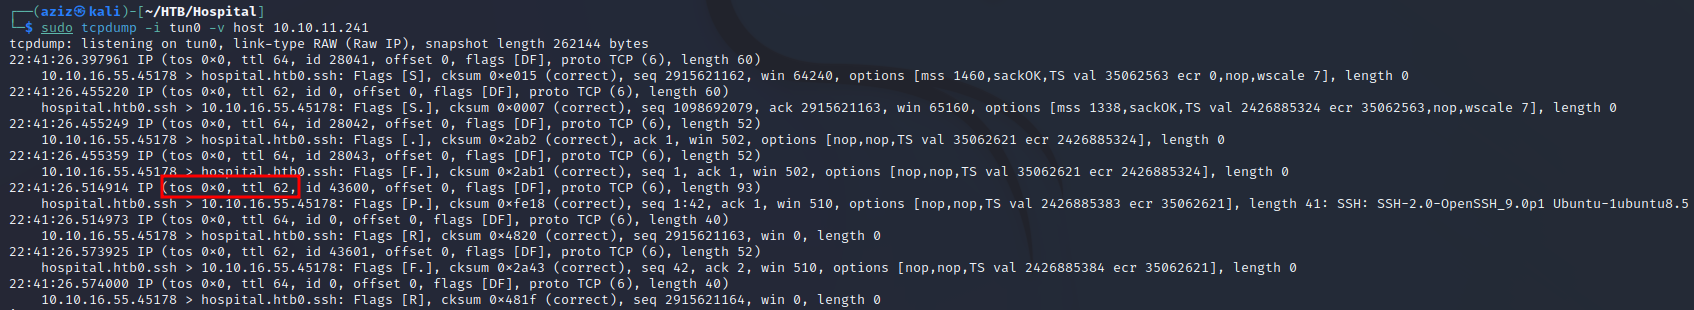 ┌──(aziz㉿kali)-[~/HTB/Hospital]
└─$ sudo tcpdump -i tun0 -v host 10.10.11.241
tcpdump: listening on tun0, link-type RAW (Raw IP), snapshot length 262144 bytes
22:41:26.397961 IP (tos 0×0, ttl 64, id 28041, offset 0, flags [DF], proto TCP (6), length 60)
10.10.16.55.45178 > hospital.htb0.ssh: Flags [S], cksum 0×e015 (correct), seq 2915621162, win 64240, options [mss 1460,sackOK,TS val 35062563 ecr 0,nop,wscale 7], length 0
22:41:26.455220 IP (tos 0×0, ttl 62, id 0, offset 0, flags [DF], proto TCP (6), length 60)
hospital.htb0.ssh > 10.10.16.55.45178: Flags [S.], cksum 0×0007 (correct), seq 1098692079, ack 2915621163, win 65160, options [mss 1338,sackOK,TS val 2426885324 ecr 35062563,nop,wscale 7], length 0
22:41:26.455249 IP (tos 0×0, ttl 64, id 28042, offset 0, flags [DF], proto TCP (6), length 52)
10.10.16.55.45178 > hospital.htb0.ssh: Flags [.], cksum 0×2ab2 (correct), ack 1, win 502, options [nop,nop,TS val 35062621 ecr 2426885324], length 0
22:41:26.455359 IP (tos 0×0, ttl 64, id 28043, offset 0, flags [DF], proto TCP (6), length 52)
10.10.16.55.45178 > hospital.htb0.ssh: Flags [F.], cksum 0×2ab1 (correct), seq 1, ack 1, win 502, options [nop,nop,TS val 35062621 ecr 2426885324], length 0
22:41:26.514914 IP (tos 0×0, ttl 62, id 43600, offset 0, flags [DF], proto TCP (6), length 93)
hospital.htb0.ssh > 10.10.16.55.45178: Flags [P.], cksum 0×fe18 (correct), seq 1:42, ack 1, win 510, options [nop,nop,TS val 2426885383 ecr 35062621], length 41: SSH: SSH-2.0-OpenSSH_9.0p1 Ubuntu-1ubuntu8.5
22:41:26.514973 IP (tos 0×0, ttl 64, id 0, offset 0, flags [DF], proto TCP (6), length 40)
10.10.16.55.45178 > hospital.htb0.ssh: Flags [R], cksum 0×4820 (correct), seq 2915621163, win 0, length 0
22:41:26.573925 IP (tos 0×0, ttl 62, id 43601, offset 0, flags [DF], proto TCP (6), length 52)
hospital.htb0.ssh > 10.10.16.55.45178: Flags [F.], cksum 0×2a43 (correct), seq 42, ack 2, win 510, options [nop,nop,TS val 2426885384 ecr 35062621], length 0
22:41:26.574000 IP (tos 0×0, ttl 64, id 0, offset 0, flags [DF], proto TCP (6), length 40)
10.10.16.55.45178 > hospital.htb0.ssh: Flags [R], cksum 0×481f (correct), seq 2915621164, win 0, length 0